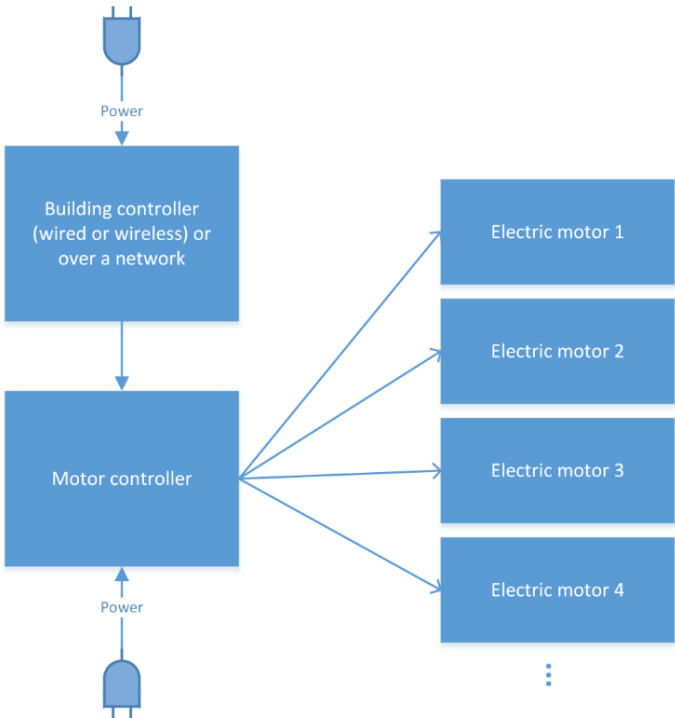 Power
Building controller
(wired or wireless) or
over a network
Motor controller
Power
Electric motor 1
Electric motor 2
Electric motor 3
Electric motor 4